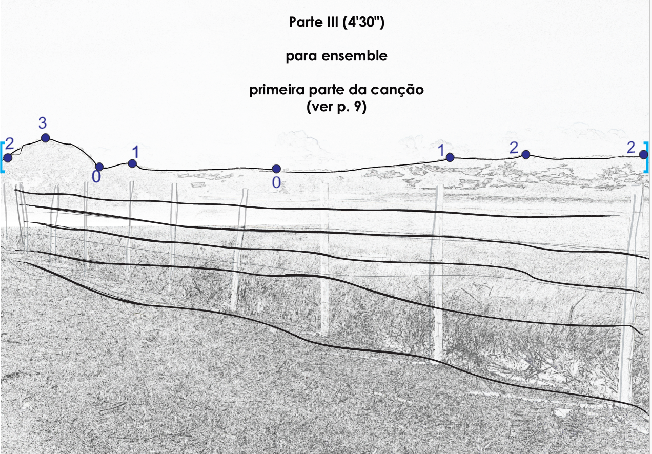 Parte III (4'30")
para ensemble
primeira parte da canção
(ver p. 9)
2 3 0 1 0 1 2 2